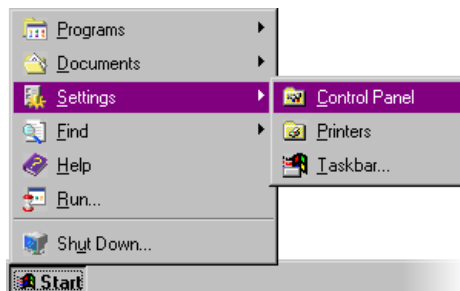 Programs
Documents
Settings
Find
Help
Run...
Shut Down...
Start
Control Panel
Printers
Taskbar...